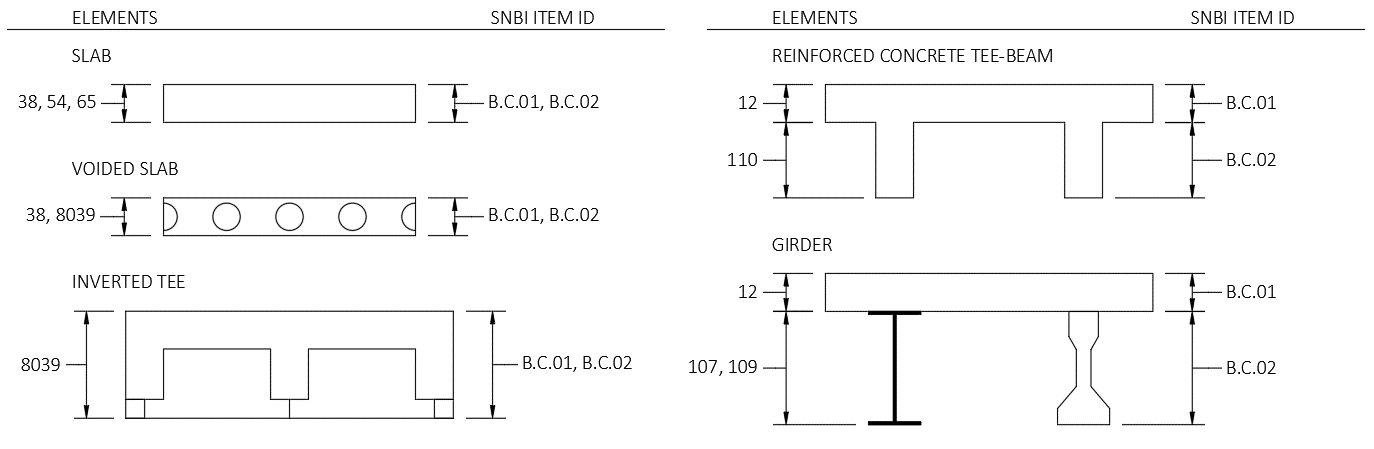 ELEMENTS SNBI ITEM ID
SLAB
38, 54, 65 B.C.01, B.C.02
VOIDED SLAB
38, 8039 B.C.01, B.C.02
INVERTED TEE
8039 B.C.01, B.C.02
ELEMENTS SNBI ITEM ID
REINFORCED CONCRETE TEE-BEAM
12 B.C.01
110 B.C.02
GIRDER
12 B.C.01
107, 109 B.C.02